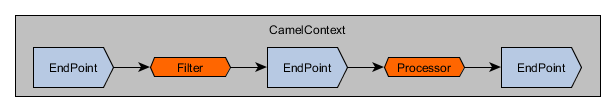 CamelContext
EndPoint
Filter
EndPoint
Processor
EndPoint